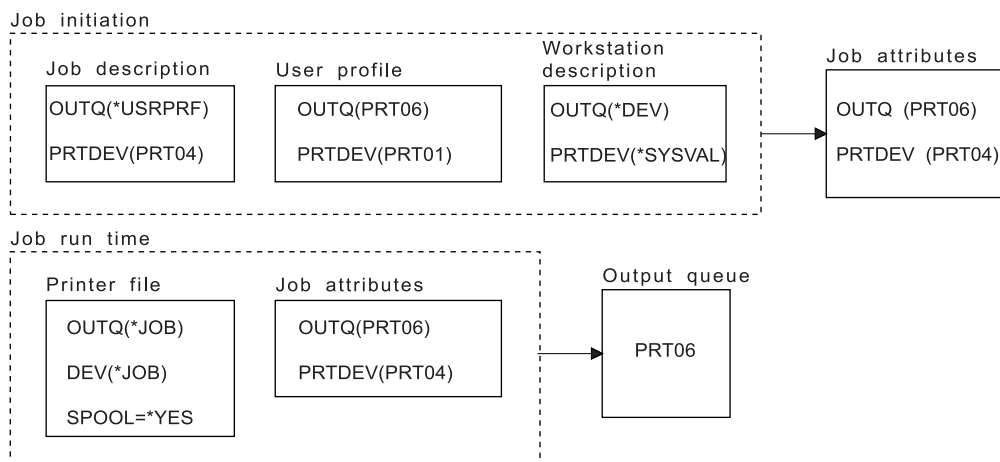 Job initiation
Job description
OUTQ(*USRPRF)
PRTDEV(PRT04)
User profile
OUTQ(PRT06)
PRTDEV(PRT01)
Workstation
description
OUTQ(*DEV)
PRTDEV(*SYSVAL)
Job attributes
OUTQ (PRT06)
PRTDEV (PRT04)
Job run time
Printer file
OUTQ(*JOB)
DEV(*JOB)
SPOOL=*YES
Job attributes
OUTQ(PRT06)
PRTDEV(PRT04)
Output queue
PRT06